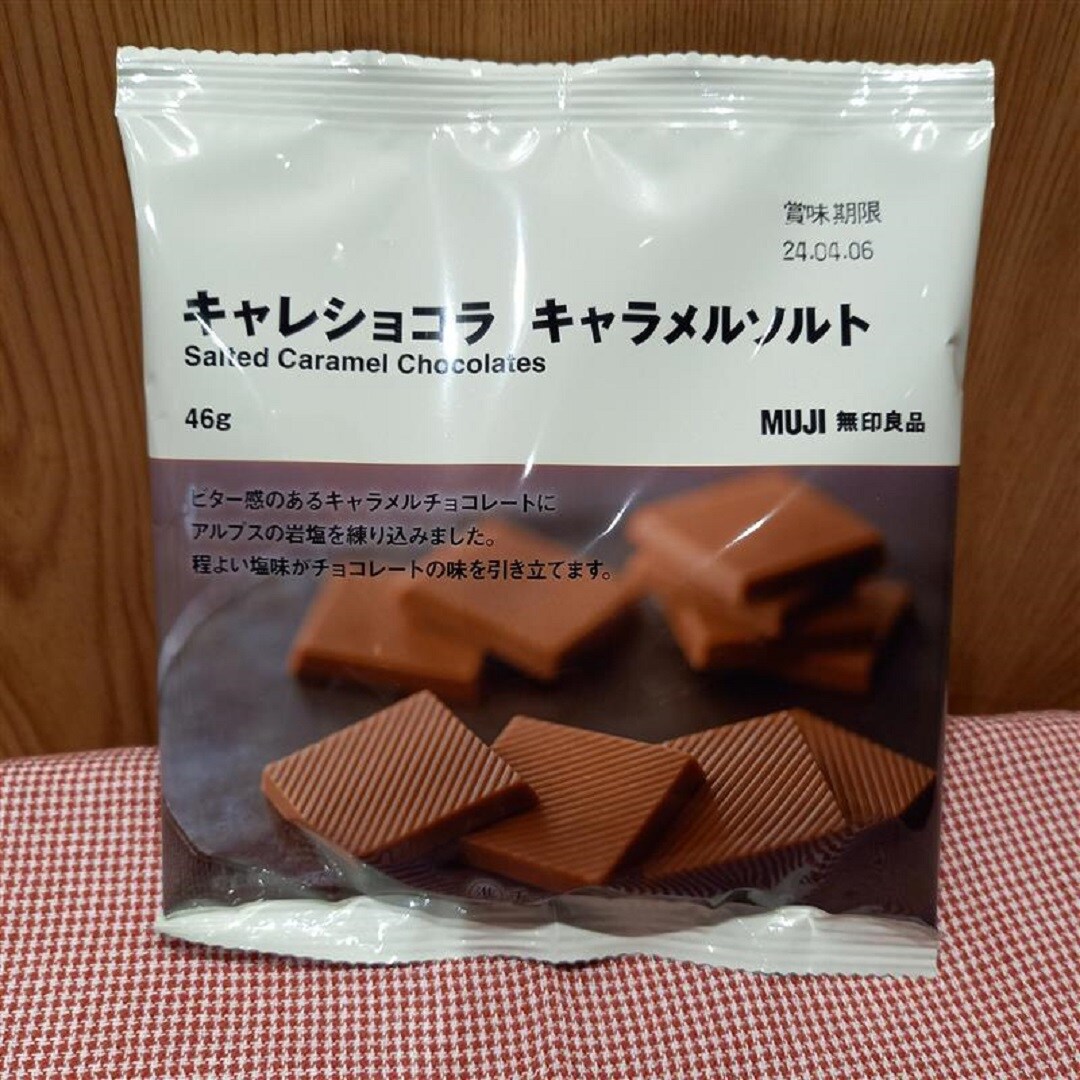 賞味期限
24.04.06
キャレショコラ キャラメルソルト
Salted Caramel Chocolates
46g
MUJI 無印良品
ビター感のあるキャラメルチョコレートに
アルプスの岩塩を練り込みました。
程よい塩味がチョコレートの味を引き立てます。